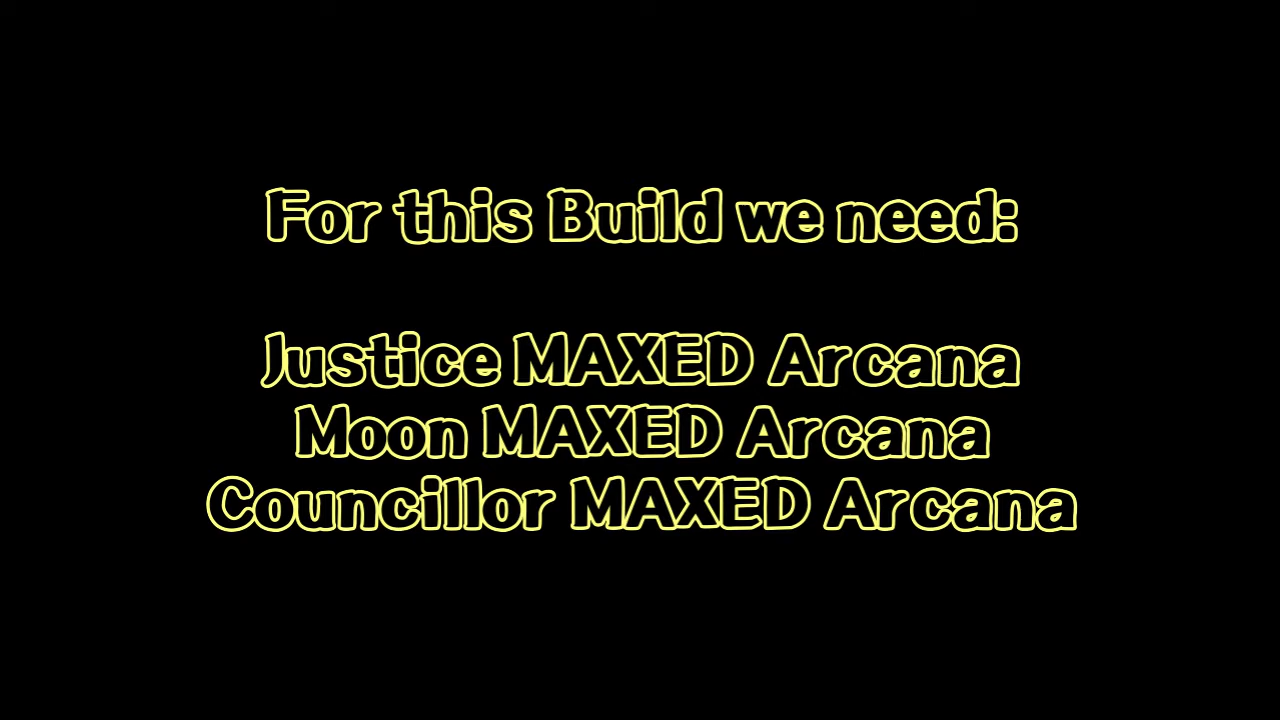 For this Build we need:
Justice MAXED Arcana
Moon MAXED Arcana
Councillor MAXED Arcana